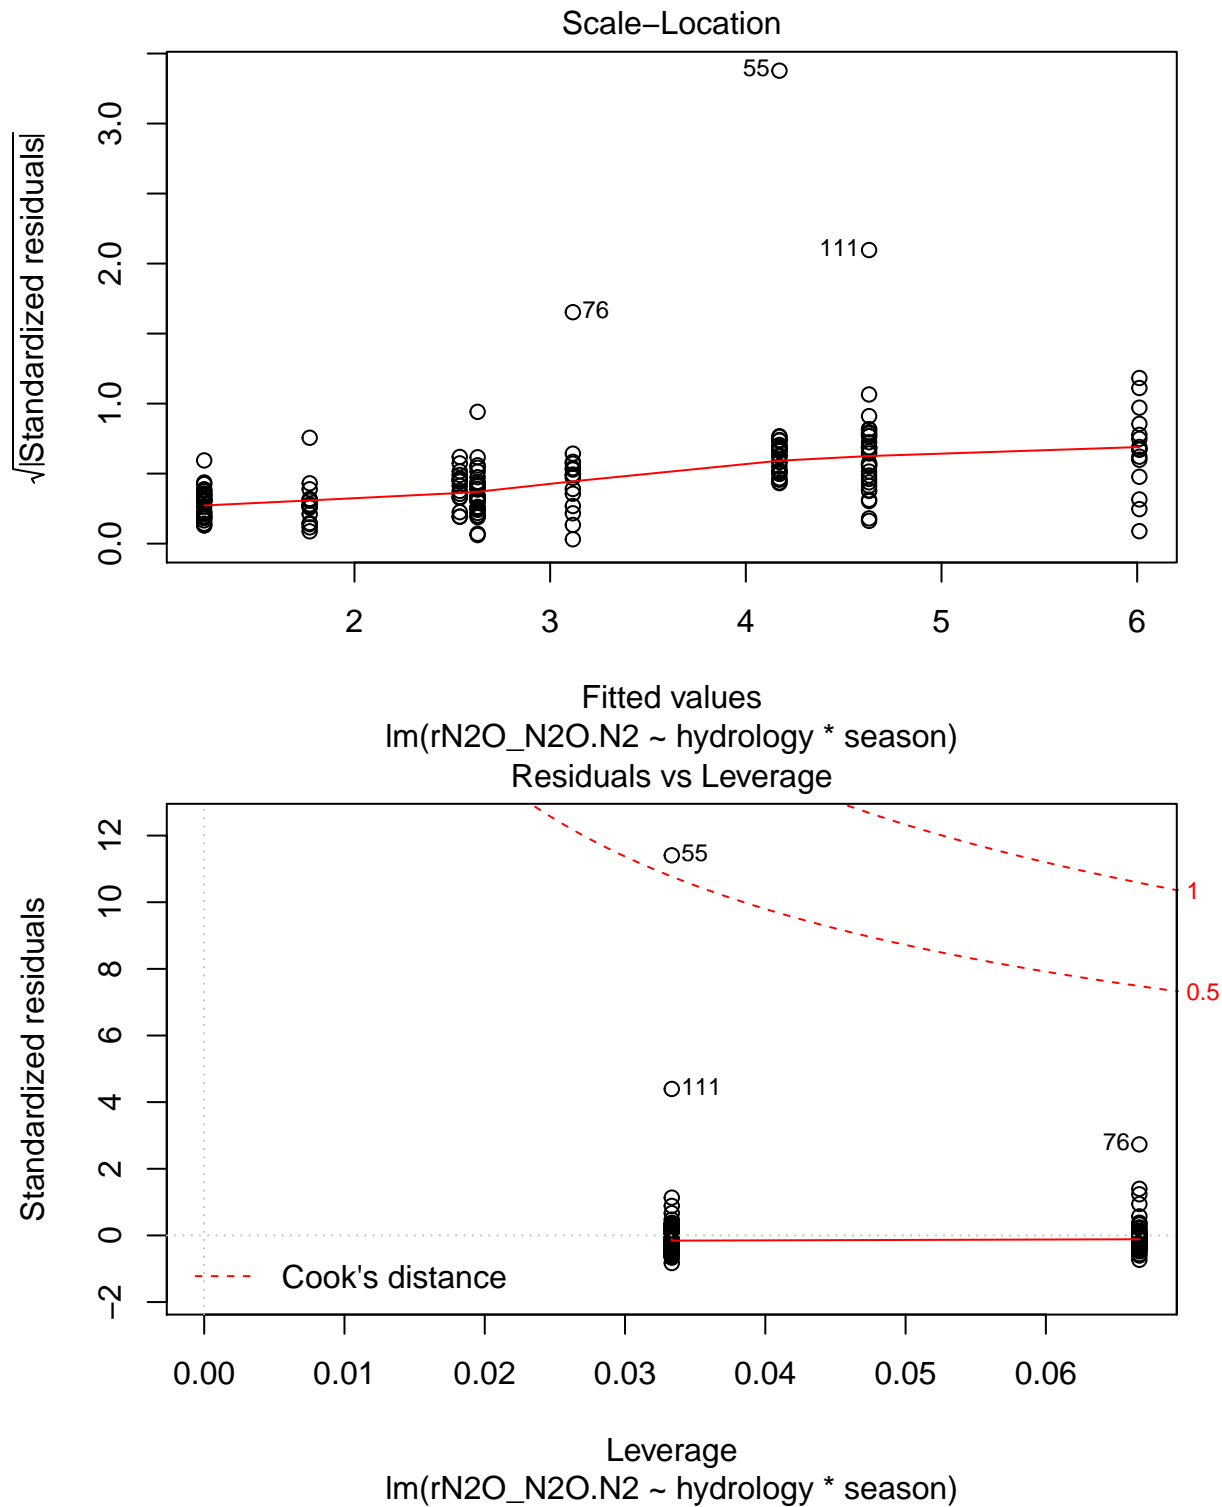 Scale−Location
√|Standardized residuals|
0.0 1.0 2.0 3.0
55
111
76
2 3 4 5 6
Fitted values
lm(rN2O_N2O.N2 ~ hydrology * season)
Residuals vs Leverage
Standardized residuals
−2 0 2 4 6 8 10 12
55
1
0.5
111
76
Cook's distance
0.00 0.01 0.02 0.03 0.04 0.05 0.06
Leverage
lm(rN2O_N2O.N2 ~ hydrology * season)